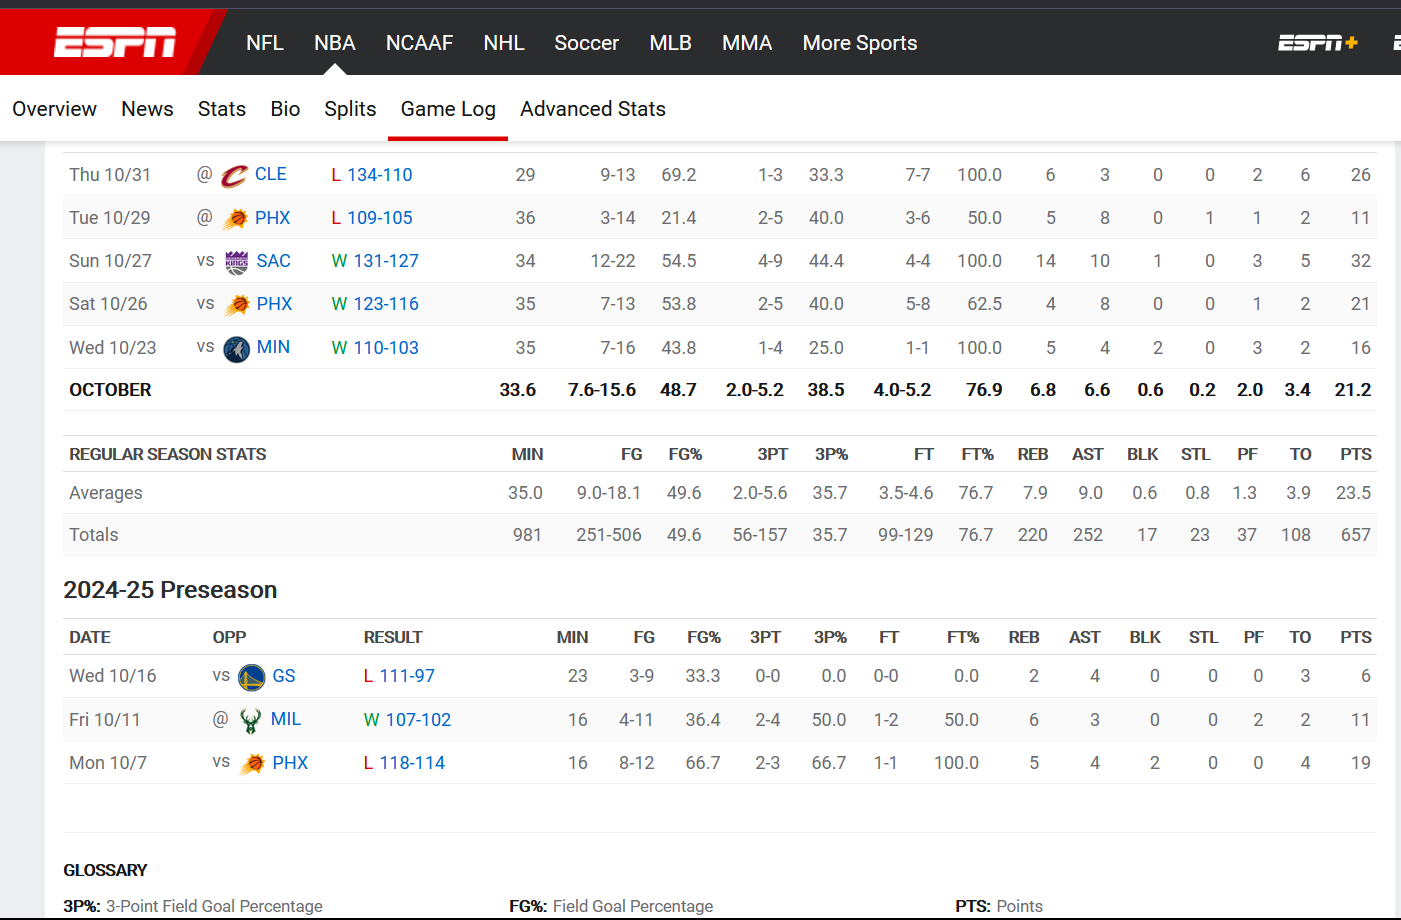 ESPN NFL NBA NCAAF NHL Soccer MLB MMA More Sports ESPN+
Overview News Stats Bio Splits Game Log Advanced Stats
Thu 10/31 @ CLE L 134-110 29 9-13 69.2 1-3 33.3 7-7 100.0 6 3 0 0 2 6 26
Tue 10/29 @ PHX L 109-105 36 3-14 21.4 2-5 40.0 3-6 50.0 5 8 0 1 1 2 11
Sun 10/27 vs SAC W 131-127 34 12-22 54.5 4-9 44.4 4-4 100.0 14 10 1 0 3 5 32
Sat 10/26 vs PHX W 123-116 35 7-13 53.8 2-5 40.0 5-8 62.5 4 8 0 0 1 2 21
Wed 10/23 vs MIN W 110-103 35 7-16 43.8 1-4 25.0 1-1 100.0 5 4 2 0 3 2 16
OCTOBER 33.6 7.6-15.6 48.7 2.0-5.2 38.5 4.0-5.2 76.9 6.8 6.6 0.6 0.2 2.0 3.4 21.2
REGULAR SEASON STATS MIN FG FG% 3PT 3P% FT FT% REB AST BLK STL PF TO PTS
Averages 35.0 9.0-18.1 49.6 2.0-5.6 35.7 3.5-4.6 76.7 7.9 9.0 0.6 0.8 1.3 3.9 23.5
Totals 981 251-506 49.6 56-157 35.7 99-129 76.7 220 252 17 23 37 108 657
2024-25 Preseason
DATE OPP RESULT MIN FG FG% 3PT 3P% FT FT% REB AST BLK STL PF TO PTS
Wed 10/16 vs GS L 111-97 23 3-9 33.3 0-0 0.0 0-0 0.0 2 4 0 0 0 3 6
Fri 10/11 @ MIL W 107-102 16 4-11 36.4 2-4 50.0 1-2 50.0 6 3 0 0 2 2 11
Mon 10/7 vs PHX L 118-114 16 8-12 66.7 2-3 66.7 1-1 100.0 5 4 2 0 0 4 19
GLOSSARY
3P%: 3-Point Field Goal Percentage FG%: Field Goal Percentage PTS: Points